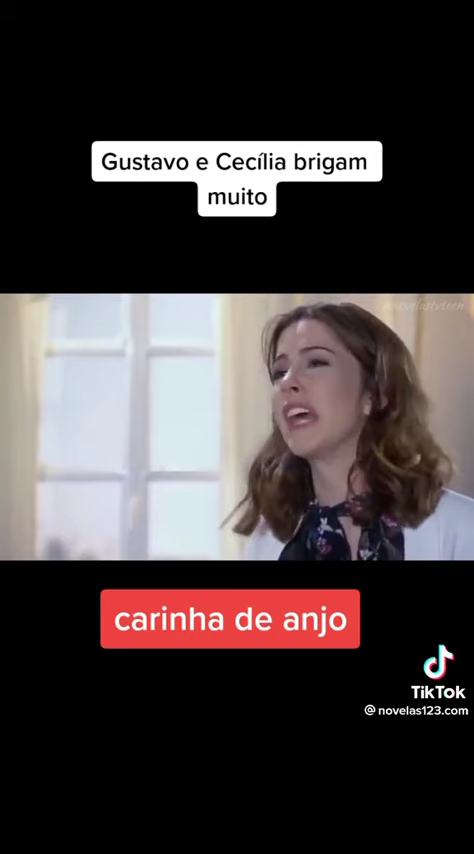 Gustavo e Cecília brigam
muito
carinha de anjo
TikTok
@novelas123.com